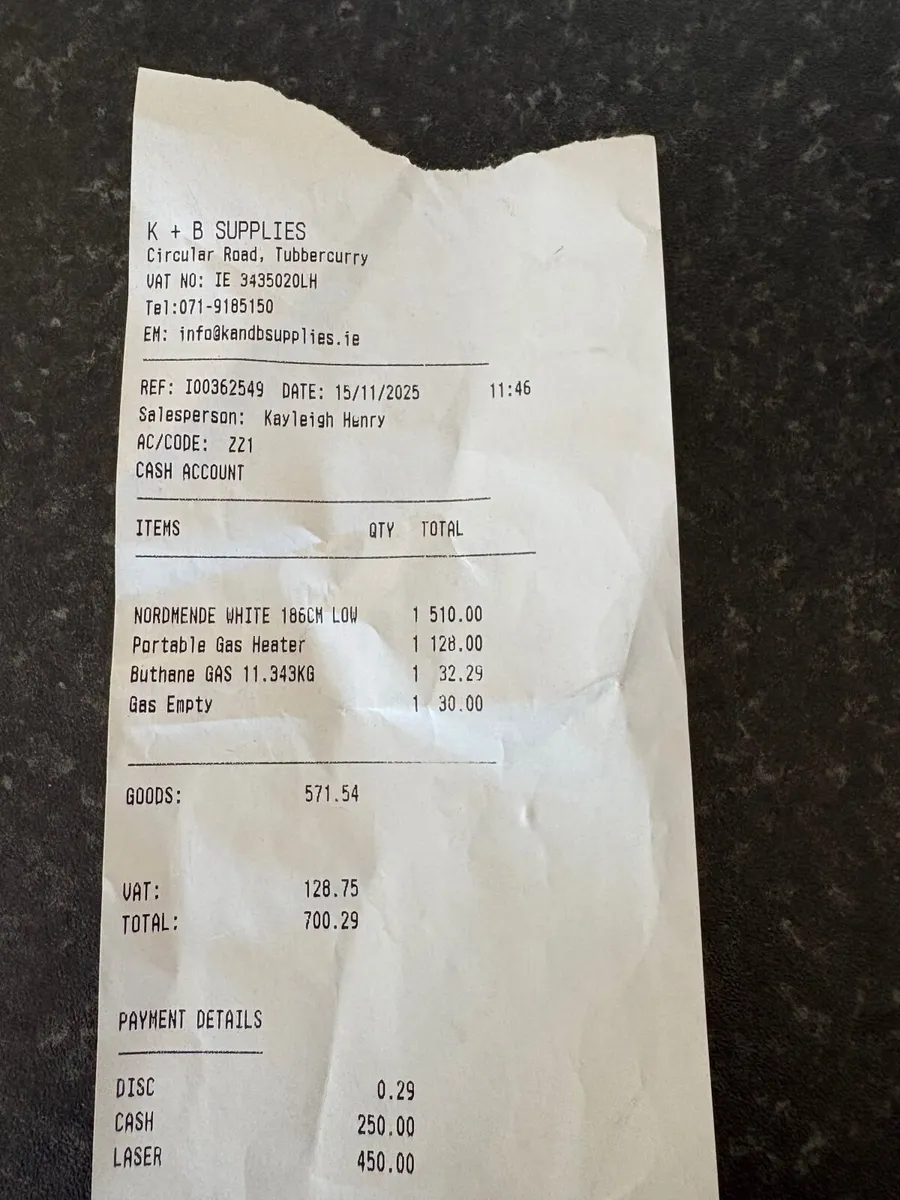 K + B SUPPLIES
Circular Road, Tubbercurry
VAT NO: IE 3435020LH
Tel:071-9185150
EM: info@kandbsupplies.ie
REF: I00362549 DATE: 15/11/2025 11:46
Salesperson: Kayleigh Henry
AC/CODE: ZZ1
CASH ACCOUNT
ITEMS QTY TOTAL
NORDMENDE WHITE 186CM LOW 1 510.00
Portable Gas Heater 1 128.00
Buthane GAS 11.343KG 1 32.29
Gas Empty 1 30.00
GOODS: 571.54
VAT: 128.75
TOTAL: 700.29
PAYMENT DETAILS
DISC 0.29
CASH 250.00
LASER 450.00